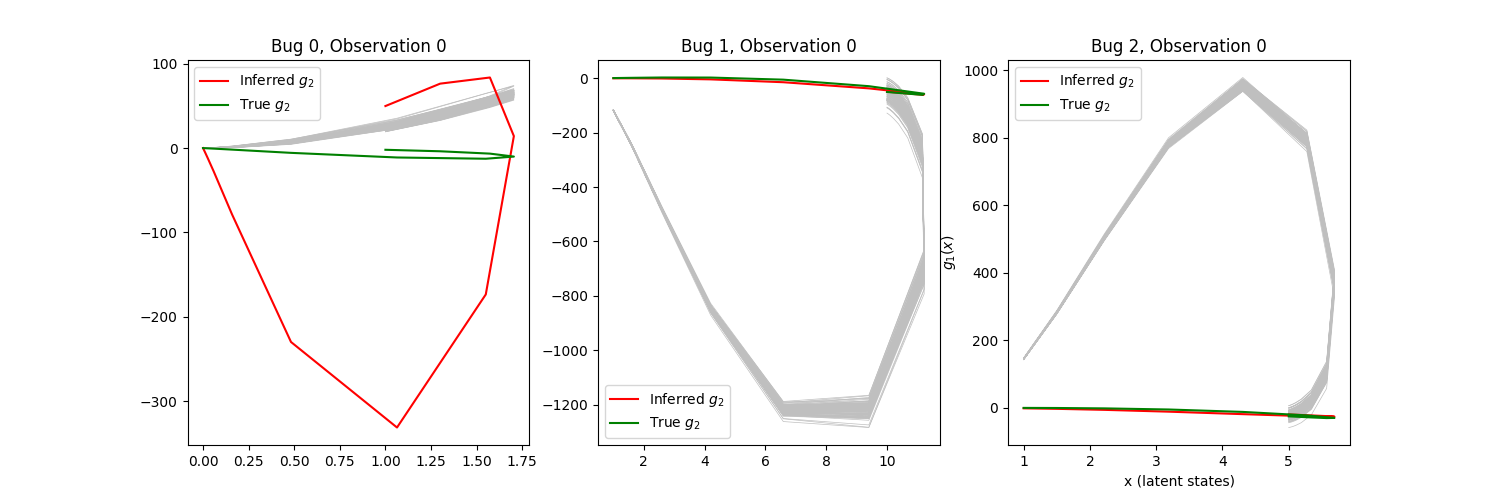 Bug 0, Observation 0
Inferred g₂
True g₂
100
0
−100
−200
−300
0.00 0.25 0.50 0.75 1.00 1.25 1.50 1.75
Bug 1, Observation 0
0
−200
−400
−600
−800
−1000
−1200
Inferred g₂
True g₂
2 4 6 8 10
Bug 2, Observation 0
Inferred g₂
True g₂
g₁(x)
1000
800
600
400
200
0
1 2 3 4 5
x (latent states)